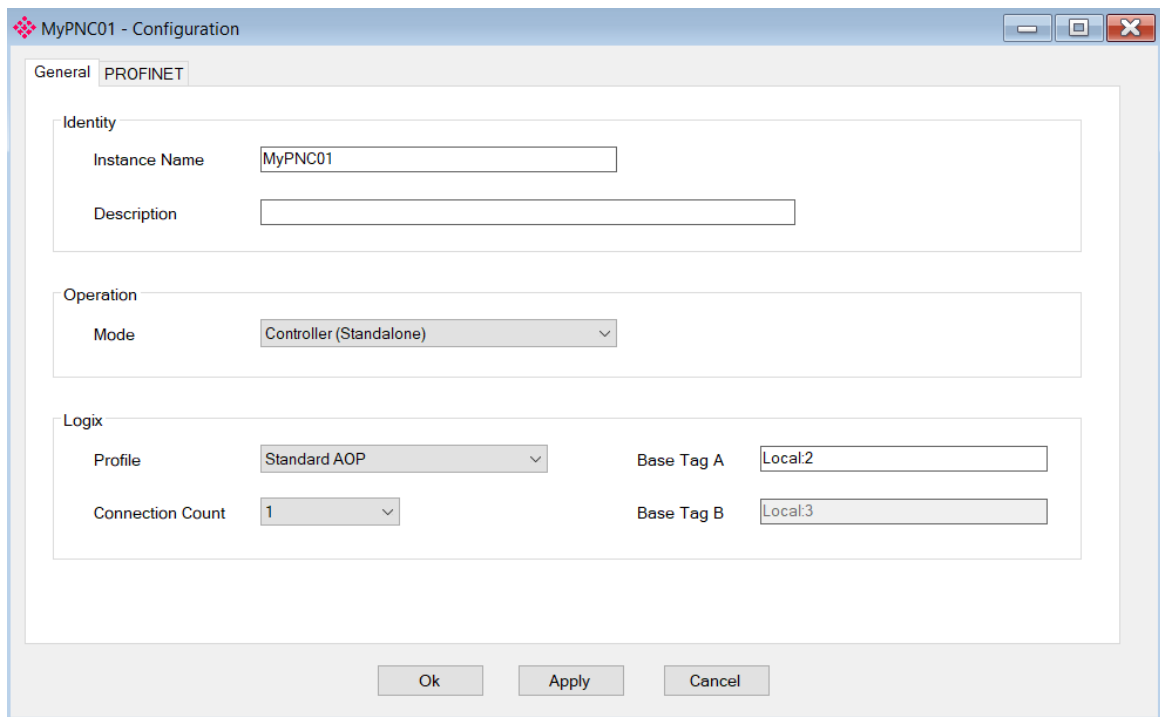 MyPNC01 - Configuration
General PROFINET
Identity
Instance Name MyPNC01
Description
Operation
Mode Controller (Standalone)
Logix
Profile Standard AOP Base Tag A Local:2
Connection Count 1 Base Tag B Local:3
Ok Apply Cancel